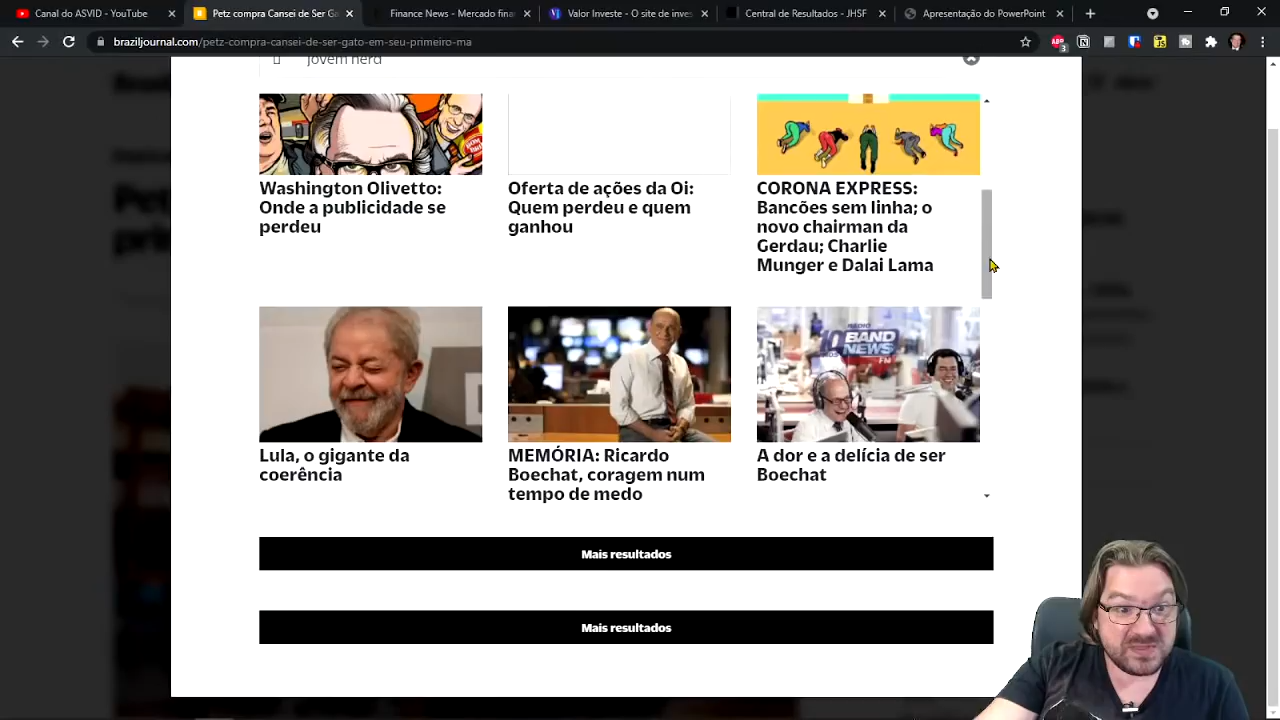 Canal do ASVID - YouTube
Petz compra Cansei de Ser Ga
Finance News - Mercado finan
Valor Investe - O site de inves
Central de Resultados - JHSF
Apresentação do PowerPoint
braziljournal.com/petz-compra-cansei-de-ser-gato-em-seu-primeiro-ma
jovem nerd
Washington Olivetto:
Onde a publicidade se
perdeu
Oferta de ações da Oi:
Quem perdeu e quem
ganhou
CORONA EXPRESS:
Bancões sem linha; o
novo chairman da
Gerdau; Charlie
Munger e Dalai Lama
BAND
NEWS
FM
Lula, o gigante da
coerência
MEMÓRIA: Ricardo
Boechat, coragem num
tempo de medo
A dor e a delícia de ser
Boechat
Mais resultados
Mais resultados